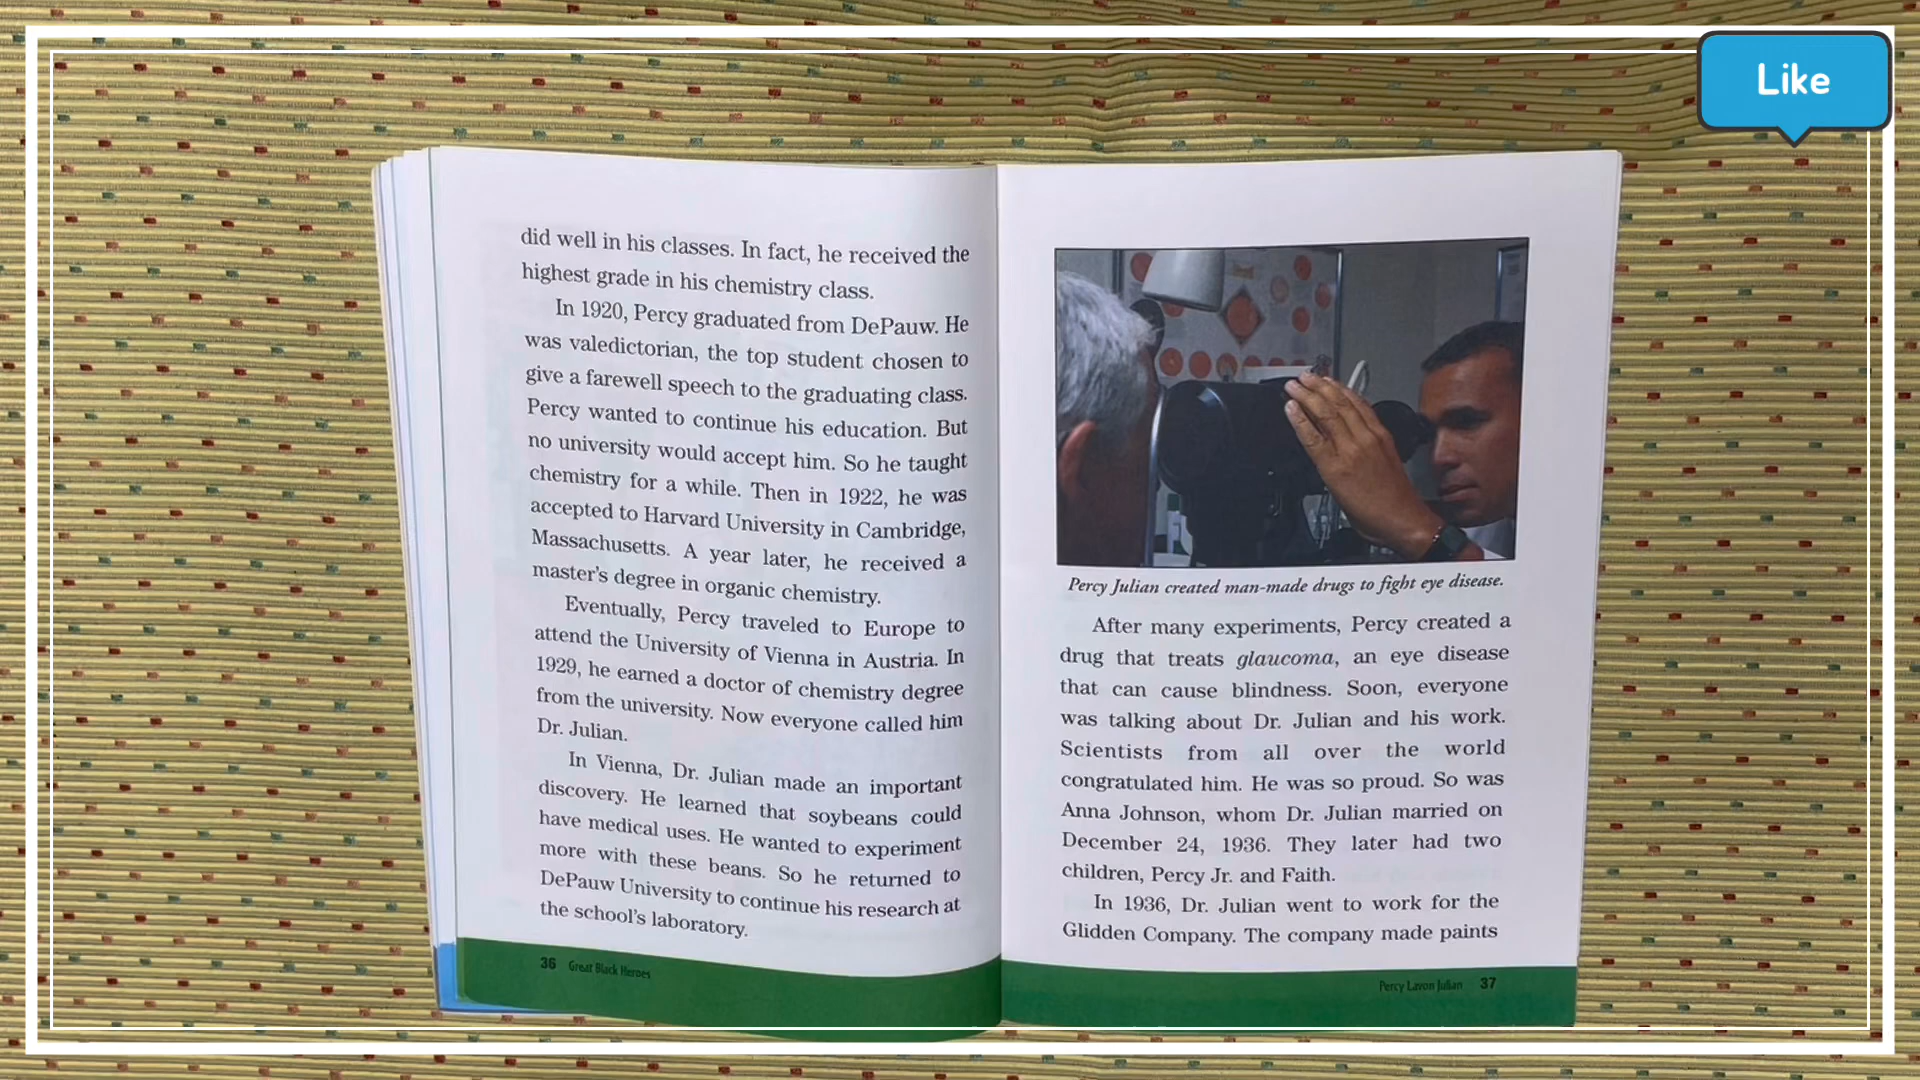 Like
did well in his classes. In fact, he received the
highest grade in his chemistry class.
In 1920, Percy graduated from DePauw. He
was valedictorian, the top student chosen to
give a farewell speech to the graduating class.
Percy wanted to continue his education. But
no university would accept him. So he taught
chemistry for a while. Then in 1922, he was
accepted to Harvard University in Cambridge,
Massachusetts. A year later, he received a
master's degree in organic chemistry.
Eventually, Percy traveled to Europe to
attend the University of Vienna in Austria. In
1929, he earned a doctor of chemistry degree
from the university. Now everyone called him
Dr. Julian.
In Vienna, Dr. Julian made an important
discovery. He learned that soybeans could
have medical uses. He wanted to experiment
more with these beans. So he returned to
DePauw University to continue his research at
the school's laboratory.
36 Great Black Heroes
Percy Julian created man-made drugs to fight eye disease.
After many experiments, Percy created a
drug that treats glaucoma, an eye disease
that can cause blindness. Soon, everyone
was talking about Dr. Julian and his work.
Scientists from all over the world
congratulated him. He was so proud. So was
Anna Johnson, whom Dr. Julian married on
December 24, 1936. They later had two
children, Percy Jr. and Faith.
In 1936, Dr. Julian went to work for the
Glidden Company. The company made paints
Percy Lavon Julian 37